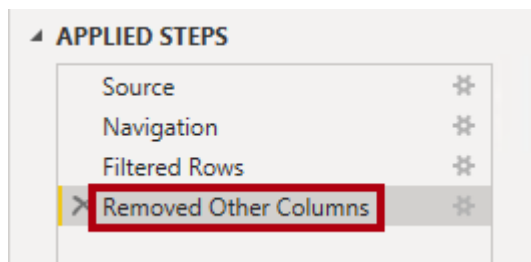 APPLIED STEPS
Source
Navigation
Filtered Rows
Removed Other Columns